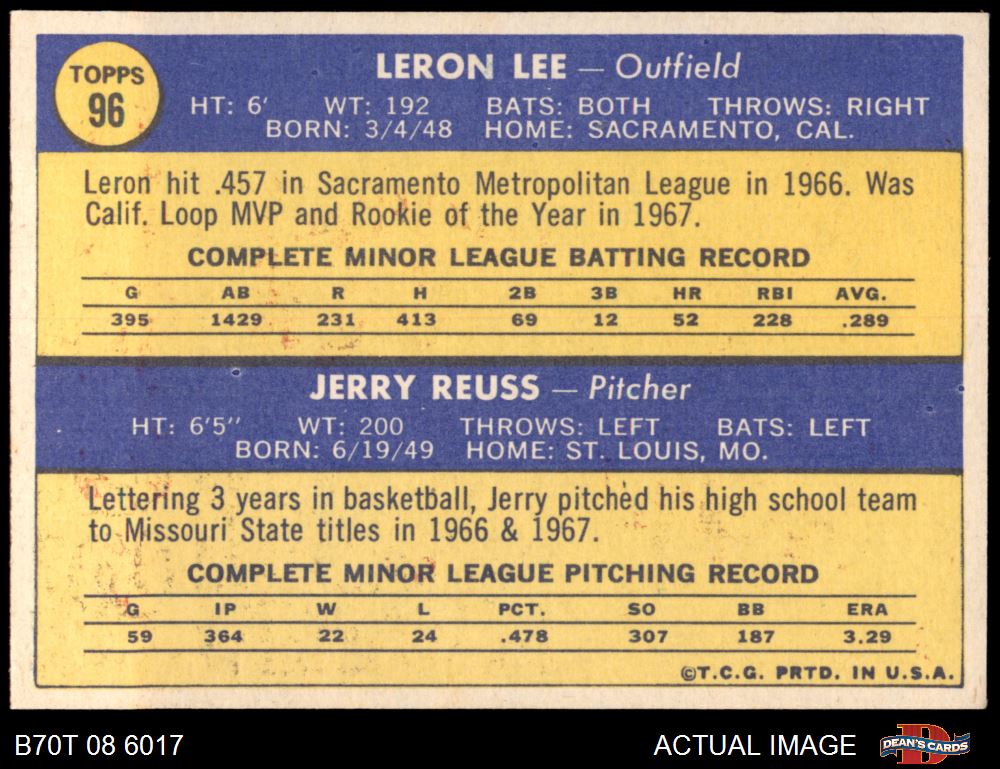 TOPPS
96
LERON LEE — Outfield
HT: 6' WT: 192 BATS: BOTH THROWS: RIGHT
BORN: 3/4/48 HOME: SACRAMENTO, CAL.
Leron hit .457 in Sacramento Metropolitan League in 1966. Was
Calif. Loop MVP and Rookie of the Year in 1967.
COMPLETE MINOR LEAGUE BATTING RECORD
G AB R H 2B 3B HR RBI AVG.
395 1429 231 413 69 12 52 228 .289
JERRY REUSS — Pitcher
HT: 6'5" WT: 200 THROWS: LEFT BATS: LEFT
BORN: 6/19/49 HOME: ST. LOUIS, MO.
Lettering 3 years in basketball, Jerry pitched his high school team
to Missouri State titles in 1966 & 1967.
COMPLETE MINOR LEAGUE PITCHING RECORD
G IP W L PCT. SO BB ERA
59 364 22 24 .478 307 187 3.29
©T.C.G. PRTD. IN U.S.A.
B70T 08 6017 ACTUAL IMAGE DEAN'S CARDS